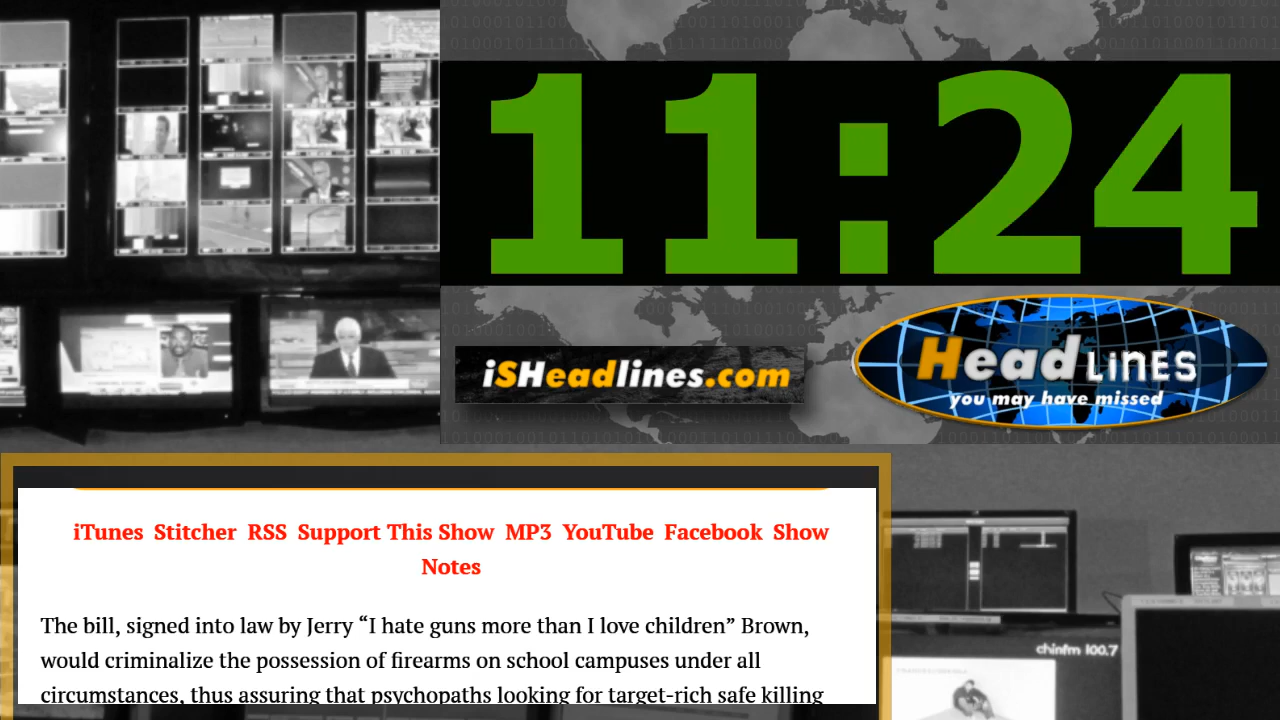 11:24
iSHeadlines.com
HeadLINES
you may have missed
iTunes Stitcher RSS Support This Show MP3 YouTube Facebook Show
Notes
The bill, signed into law by Jerry “I hate guns more than I love children” Brown,
would criminalize the possession of firearms on school campuses under all
circumstances, thus assuring that psychopaths looking for target-rich safe killing
chinfm 100.7